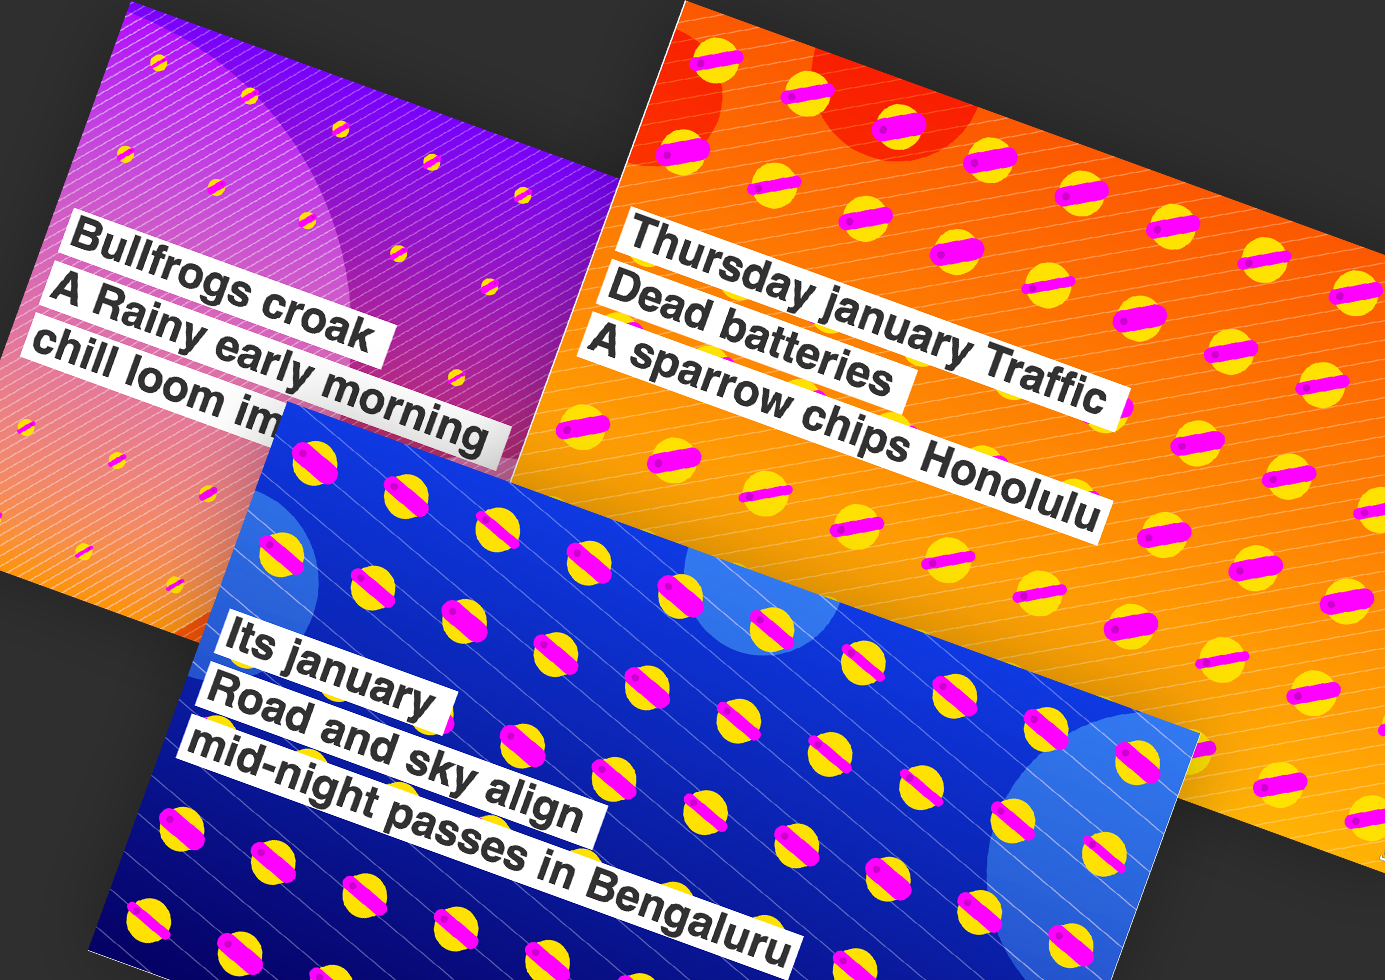 Bullfrogs croak
A Rainy early morning
chill loom im
Thursday january Traffic
Dead batteries
A sparrow chips Honolulu
Its january
Road and sky align
mid-night passes in Bengaluru